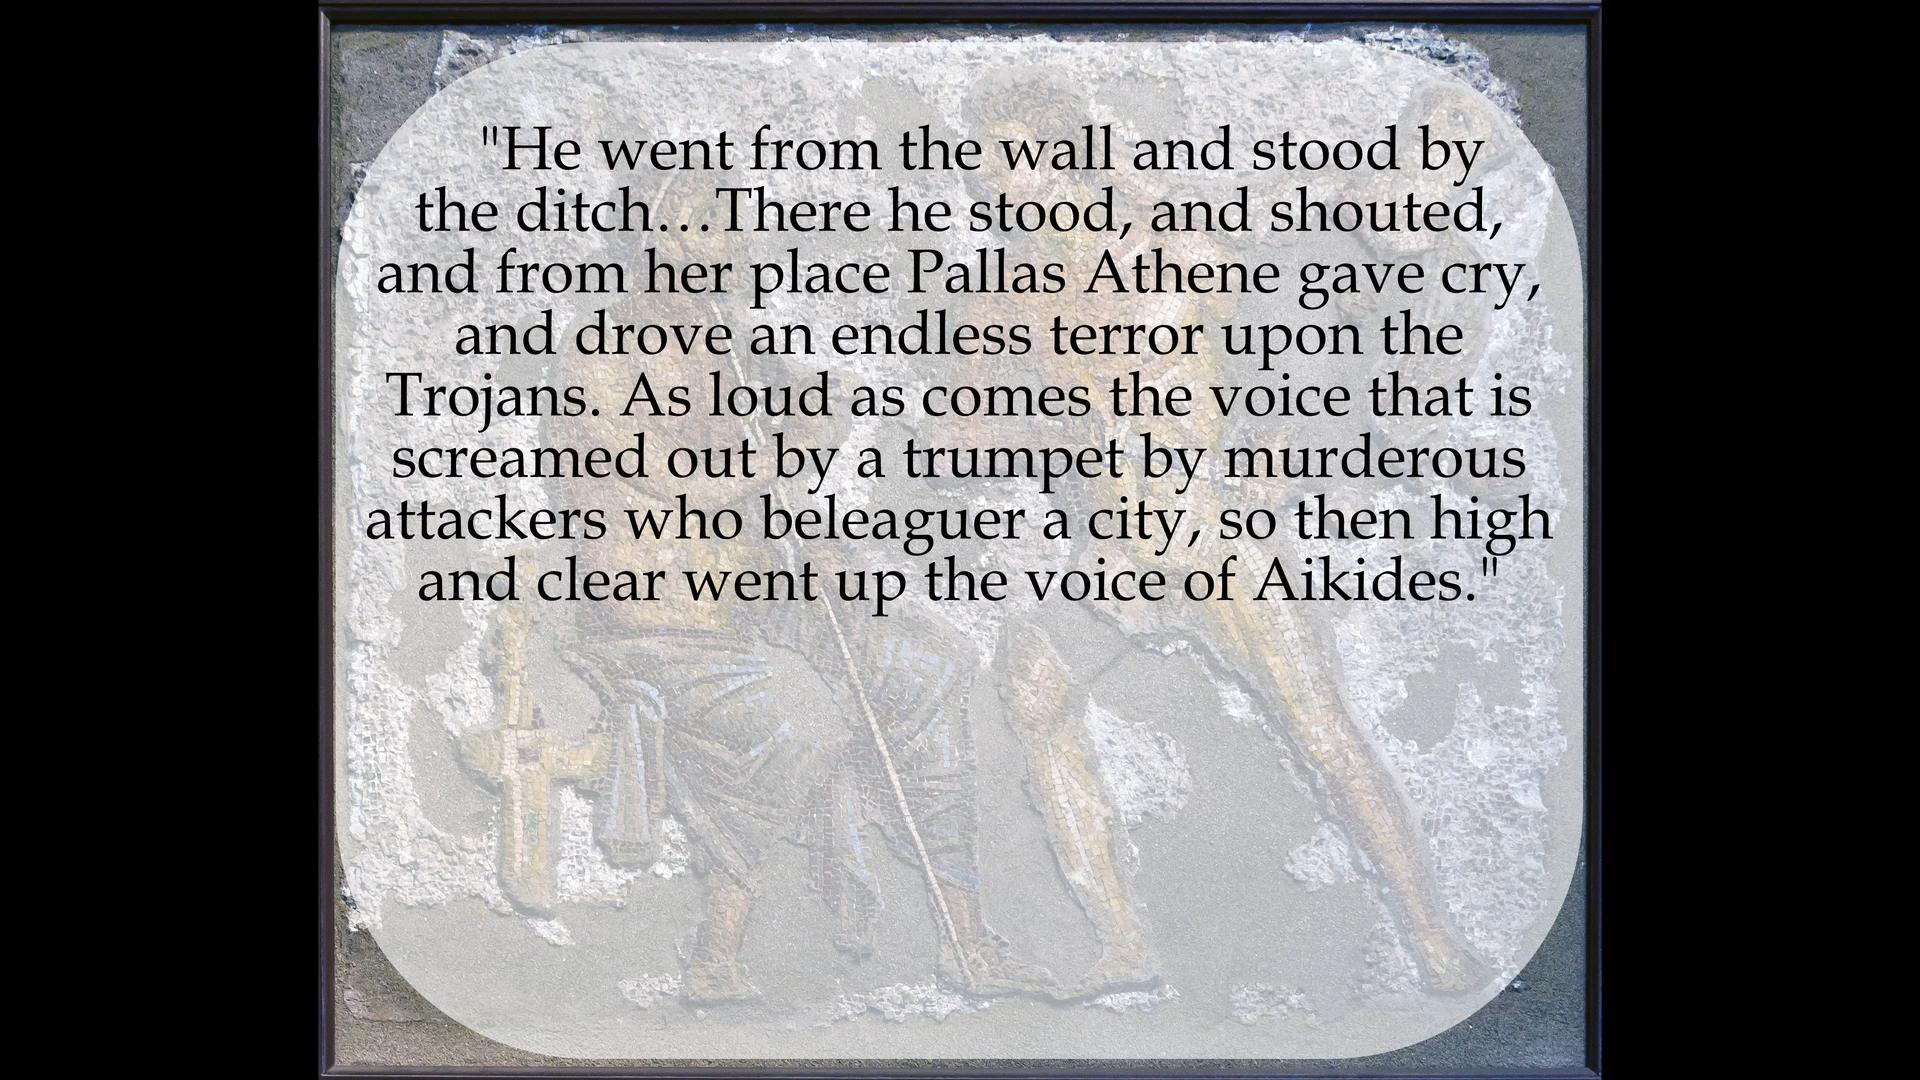 "He went from the wall and stood by
the ditch…There he stood, and shouted,
and from her place Pallas Athene gave cry,
and drove an endless terror upon the
Trojans. As loud as comes the voice that is
screamed out by a trumpet by murderous
attackers who beleaguer a city, so then high
and clear went up the voice of Aikides."